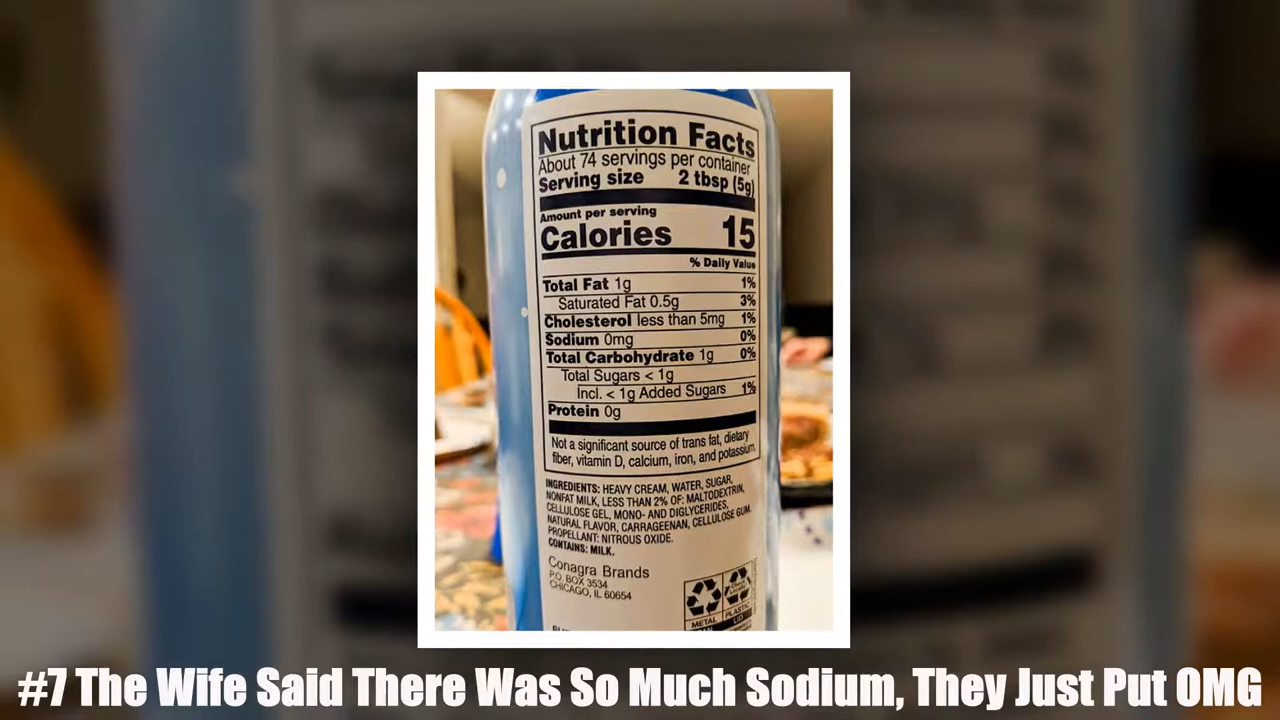 Nutrition Facts
About 74 servings per container
Serving size 2 tbsp (5g)
Amount per serving
Calories 15
% Daily Value
Total Fat 1g 1%
Saturated Fat 0.5g 3%
Cholesterol less than 5mg 1%
Sodium 0mg 0%
Total Carbohydrate 1g 0%
Total Sugars < 1g
Incl. < 1g Added Sugars 1%
Protein 0g
Not a significant source of trans fat, dietary
fiber, vitamin D, calcium, iron, and potassium.
INGREDIENTS: HEAVY CREAM, WATER, SUGAR,
NONFAT MILK, LESS THAN 2% OF: MALTODEXTRIN,
CELLULOSE GEL, MONO- AND DIGLYCERIDES,
NATURAL FLAVOR, CARRAGEENAN, CELLULOSE GUM.
PROPELLANT: NITROUS OXIDE.
CONTAINS: MILK.
Conagra Brands
P.O. BOX 3534
CHICAGO, IL 60654
METAL PLASTIC
#7 The Wife Said There Was So Much Sodium, They Just Put OMG